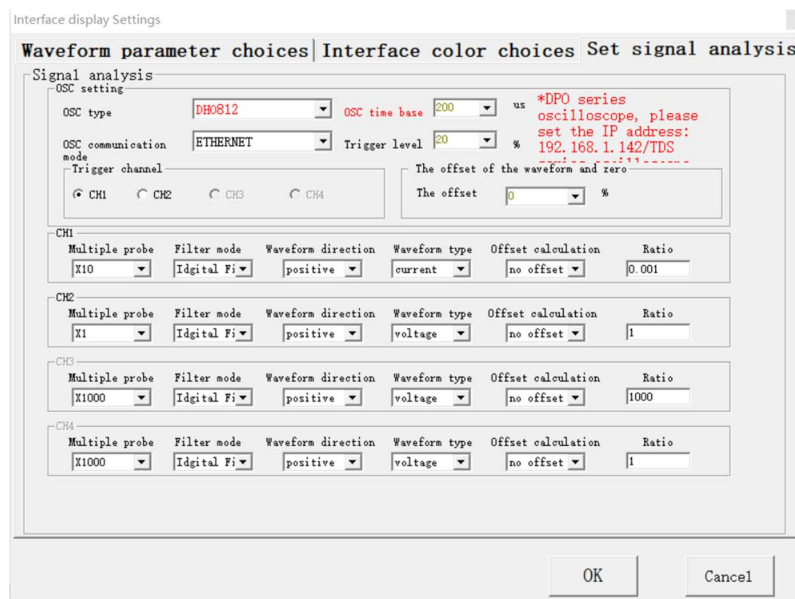 Interface display Settings
Waveform parameter choices Interface color choices Set signal analysis
Signal analysis
OSC setting
OSC type DHO812 OSC time base 200 us
*DPO series
oscilloscope, please
set the IP address:
192.168.1.142/TDS
OSC communication mode ETHERNET Trigger level 20 %
Trigger channel
CH1 CH2 CH3 CH4
The offset of the waveform and zero
The offset 0 %
CH1
Multiple probe Filter mode Waveform direction Waveform type Offset calculation Ratio
X10 Idgital Fi positive current no offset 0.001
CH2
Multiple probe Filter mode Waveform direction Waveform type Offset calculation Ratio
X1 Idgital Fi positive voltage no offset 1
CH3
Multiple probe Filter mode Waveform direction Waveform type Offset calculation Ratio
X1000 Idgital Fi positive voltage no offset 1000
CH4
Multiple probe Filter mode Waveform direction Waveform type Offset calculation Ratio
X1000 Idgital Fi positive voltage no offset 1
OK Cancel